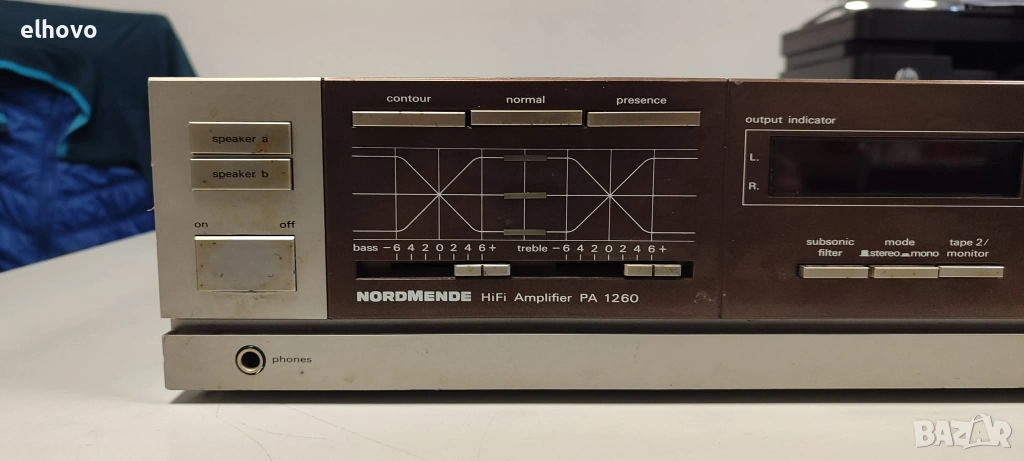 elhovo
speaker a
speaker b
on off
phones
contour normal presence
bass -6 4 2 0 2 4 6+ treble -6 4 2 0 2 4 6+
NORDMENDE HiFi Amplifier PA 1260
output indicator
L.
R.
subsonic filter
mode
stereo mono
tape 2/
monitor
hp
BAZAR